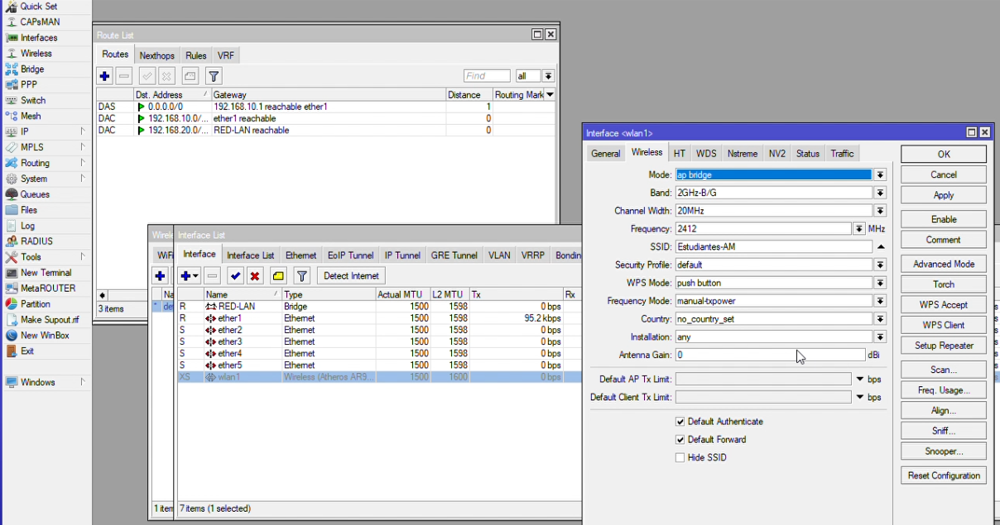 Quick Set
CAPsMAN
Interfaces
Wireless
Bridge
PPP
Switch
Mesh
IP
MPLS
Routing
System
Queues
Files
Log
RADIUS
Tools
New Terminal
MetaROUTER
Partition
Make Supout.rif
New WinBox
Exit
Windows
Route List
Routes Nexthops Rules VRF
Find all
Dst. Address / Gateway Distance Routing Mark
DAS 0.0.0.0/0 192.168.10.1 reachable ether1 1
DAC 192.168.10.0/... ether1 reachable 0
DAC 192.168.20.0/... RED-LAN reachable 0
3 items
Wirele
WiFi
Na
* def
1 item
Interface List
Interface Interface List Ethernet EoIP Tunnel IP Tunnel GRE Tunnel VLAN VRRP Bondin
Detect Internet
Name / Type Actual MTU L2 MTU Tx Rx
R RED-LAN Bridge 1500 1598 0 bps
R ether1 Ethernet 1500 1598 95.2 kbps
S ether2 Ethernet 1500 1598 0 bps
S ether3 Ethernet 1500 1598 0 bps
S ether4 Ethernet 1500 1598 0 bps
S ether5 Ethernet 1500 1598 0 bps
XS wlan1 Wireless (Atheros AR9... 1500 1600 0 bps
7 items (1 selected)
Interface <wlan1>
General Wireless HT WDS Nstreme NV2 Status Traffic
Mode: ap bridge
Band: 2GHz-B/G
Channel Width: 20MHz
Frequency: 2412 MHz
SSID: Estudiantes-AM
Security Profile: default
WPS Mode: push button
Frequency Mode: manual-txpower
Country: no_country_set
Installation: any
Antenna Gain: 0 dBi
Default AP Tx Limit: bps
Default Client Tx Limit: bps
Default Authenticate
Default Forward
Hide SSID
OK
Cancel
Apply
Enable
Comment
Advanced Mode
Torch
WPS Accept
WPS Client
Setup Repeater
Scan...
Freq. Usage...
Align...
Sniff...
Snooper...
Reset Configuration